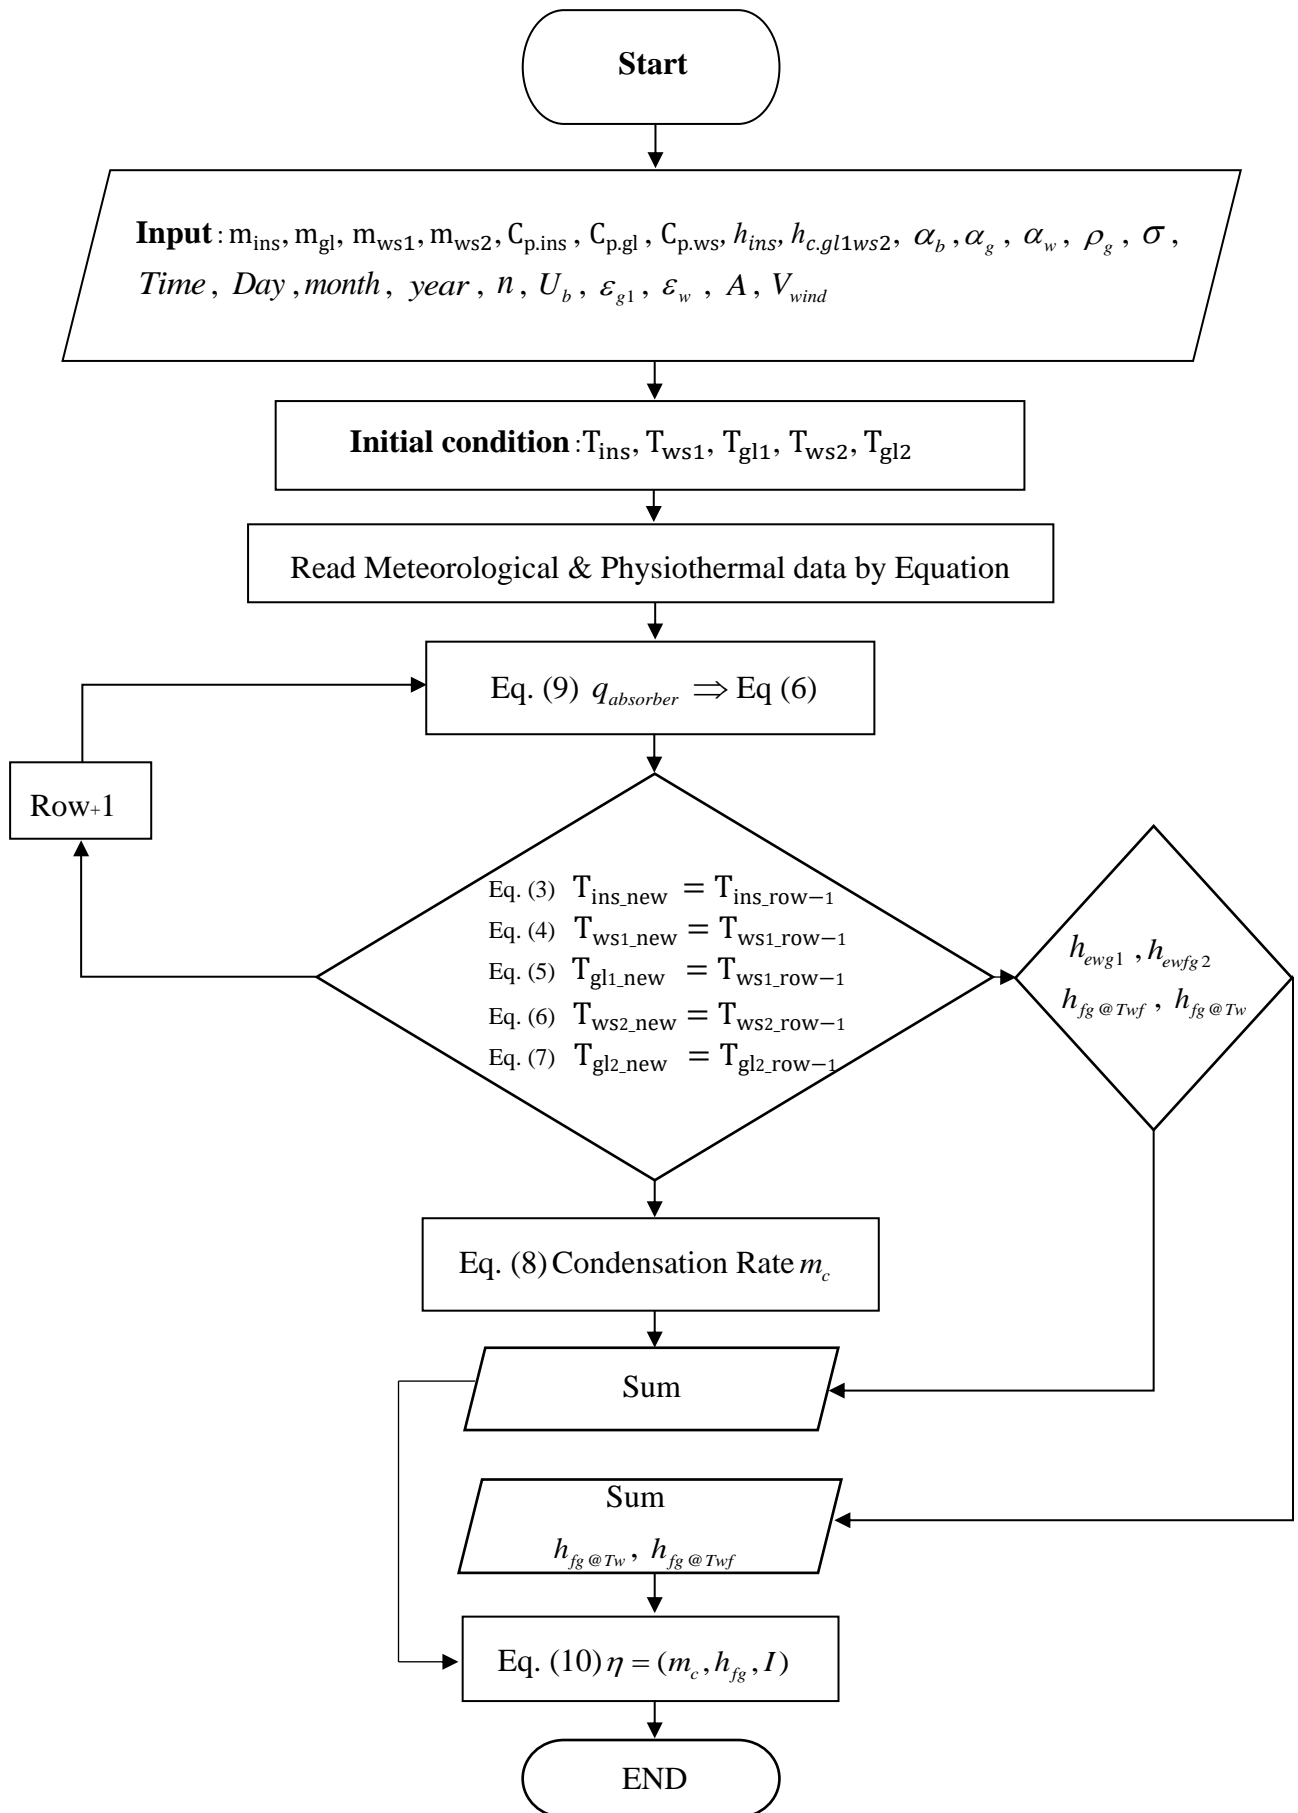 Start
Input: m_ins, m_gl, m_ws1, m_ws2, C_p.ins, C_p.gl, C_p.ws, h_ins, h_c.gl1ws2, α_b, α_g, α_w, ρ_g, σ,
Time, Day, month, year, n, U_b, ε_g1, ε_w, A, V_wind
Initial condition: T_ins, T_ws1, T_gl1, T_ws2, T_gl2
Read Meteorological & Physiothermal data by Equation
Eq. (9) q_absorber ⇒ Eq (6)
Row+1
Eq. (3) T_ins_new = T_ins_row−1
Eq. (4) T_ws1_new = T_ws1_row−1
Eq. (5) T_gl1_new = T_ws1_row−1
Eq. (6) T_ws2_new = T_ws2_row−1
Eq. (7) T_gl2_new = T_gl2_row−1
h_ewg1, h_ewfg2
h_fg@Twf, h_fg@Tw
Eq. (8) Condensation Rate m_c
Sum
Sum
h_fg@Tw, h_fg@Twf
Eq. (10) η = (m_c, h_fg, I)
END